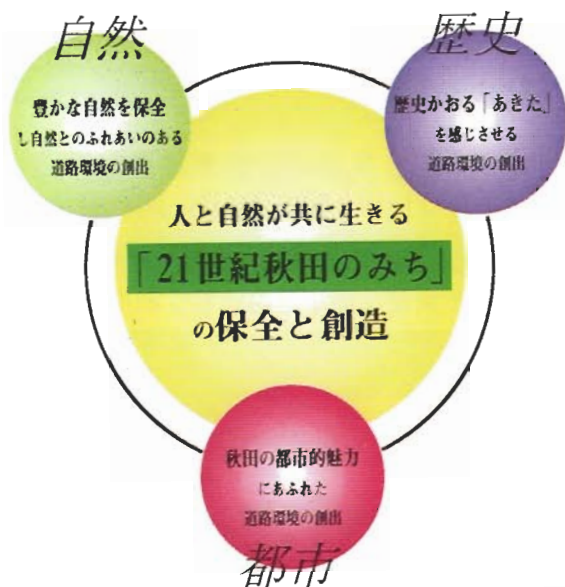 自然
豊かな自然を保全
し自然とのふれあいのある
道路環境の創出
歴史
歴史かおる「あきた」
を感じさせる
道路環境の創出
人と自然が共に生きる
「21世紀秋田のみち」
の保全と創造
秋田の都市的魅力
にあふれた
道路環境の創出
都市